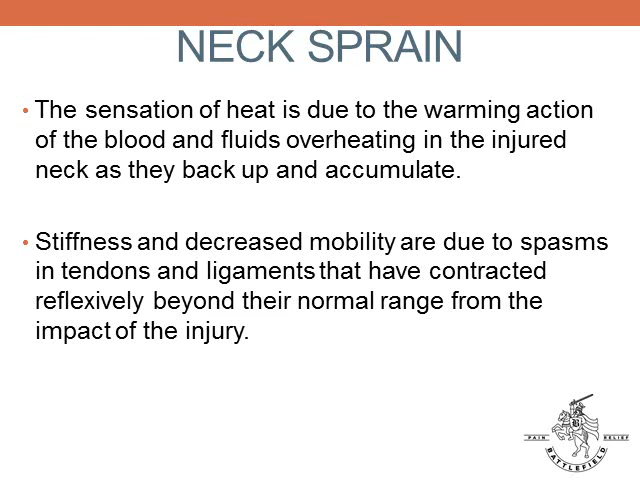 NECK SPRAIN
• The sensation of heat is due to the warming action
of the blood and fluids overheating in the injured
neck as they back up and accumulate.
• Stiffness and decreased mobility are due to spasms
in tendons and ligaments that have contracted
reflexively beyond their normal range from the
impact of the injury.
B
PAIN RELIEF
BATTLEFIELD